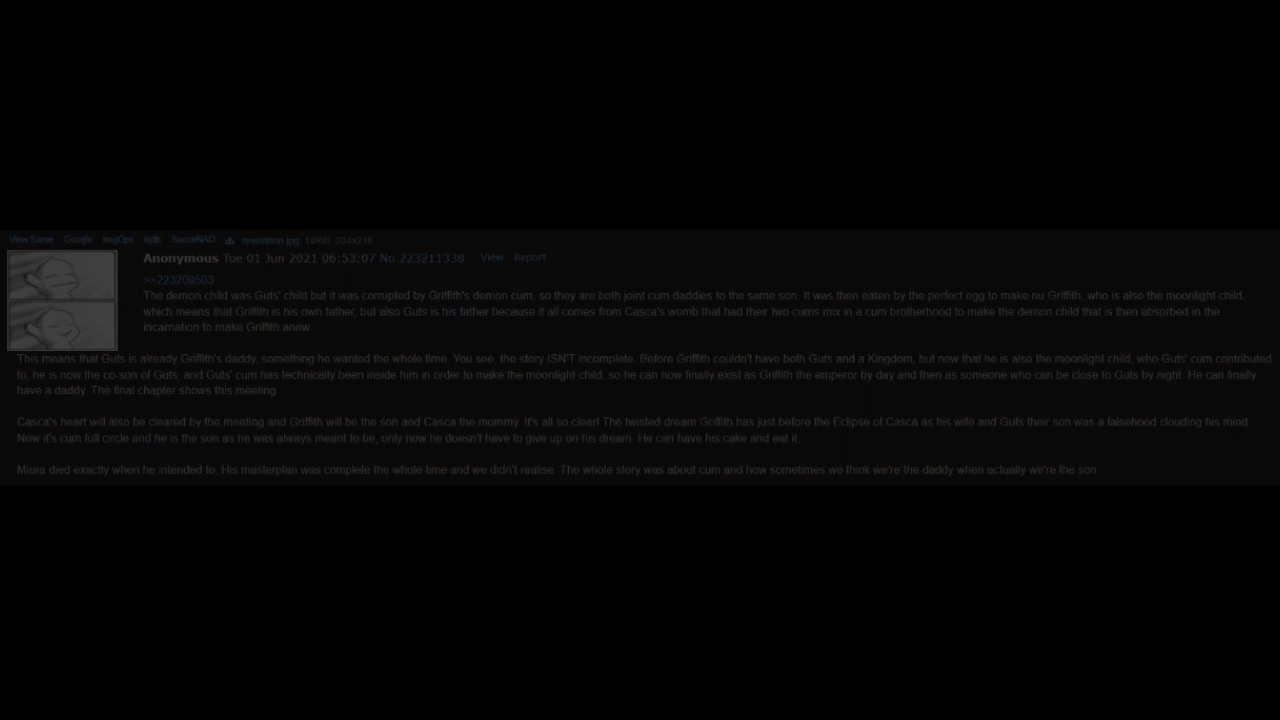 View Same Google ImgOps iqdb SauceNAO revelation.jpg, 14KiB, 234x216
Anonymous Tue 01 Jun 2021 06:53:07 No.223211338 View Report
>>223209503
The demon child was Guts' child but it was corrupted by Griffith's demon cum, so they are both joint cum daddies to the same son. It was then eaten by the perfect egg to make nu Griffith, who is also the moonlight child,
which means that Griffith is his own father, but also Guts is his father because it all comes from Casca's womb that had their two cums mix in a cum brotherhood to make the demon child that is then absorbed in the
incarnation to make Griffith anew.
This means that Guts is already Griffith's daddy, something he wanted the whole time. You see, the story ISN'T incomplete. Before Griffith couldn't have both Guts and a Kingdom, but now that he is also the moonlight child, who Guts' cum contributed
to, he is now the co-son of Guts, and Guts' cum has technically been inside him in order to make the moonlight child, so he can now finally exist as Griffith the emperor by day and then as someone who can be close to Guts by night. He can finally
have a daddy. The final chapter shows this meeting.
Casca's heart will also be cleared by the meeting and Griffith will be the son and Casca the mommy. It's all so clear! The twisted dream Griffith has just before the Eclipse of Casca as his wife and Guts their son was a falsehood clouding his mind.
Now it's cum full circle and he is the son as he was always meant to be, only now he doesn't have to give up on his dream. He can have his cake and eat it.
Miura died exactly when he intended to. His masterplan was complete the whole time and we didn't realise. The whole story was about cum and how sometimes we think we're the daddy when actually we're the son.